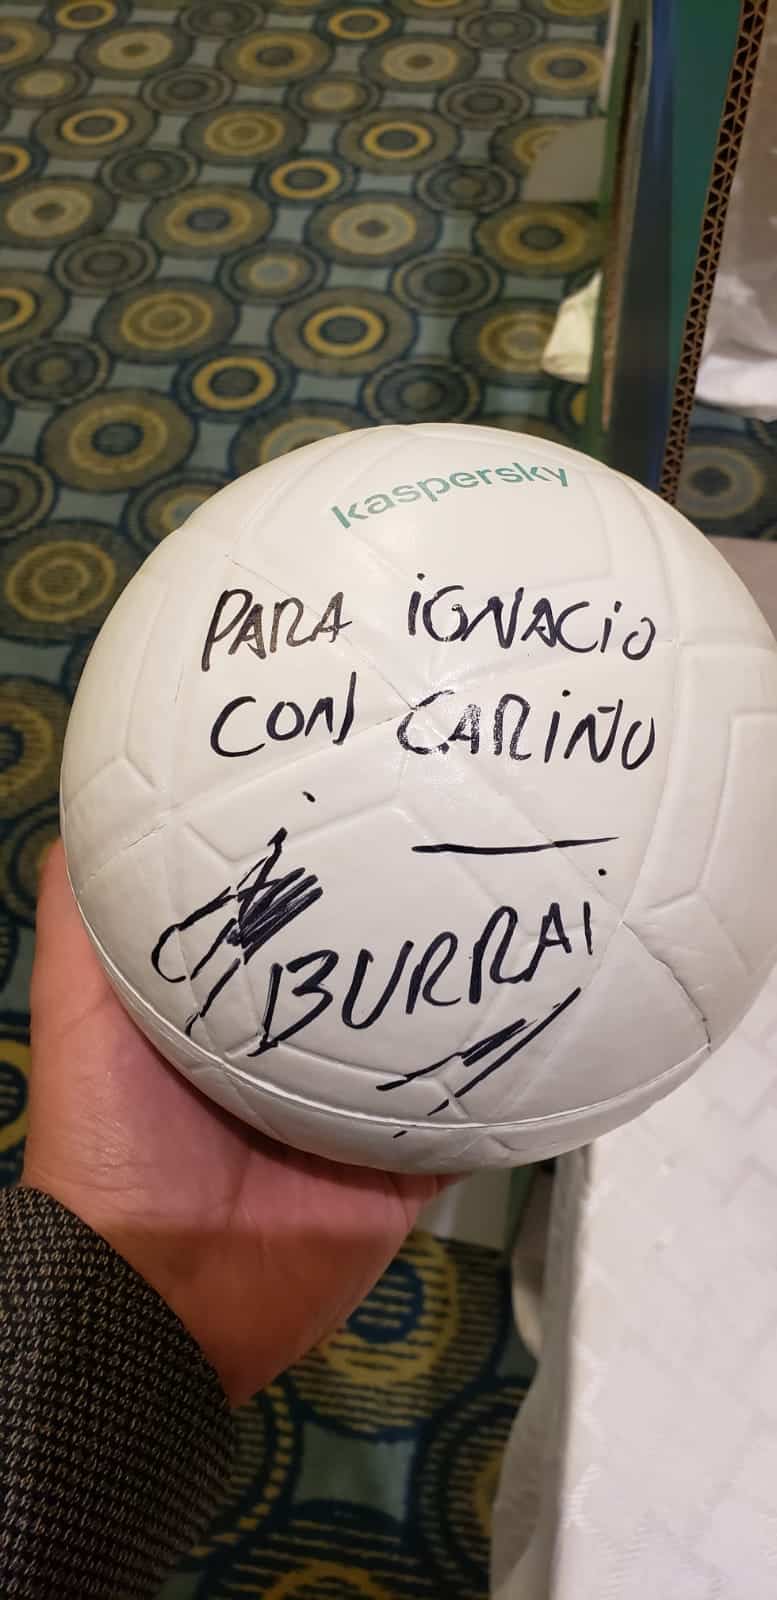 kaspersky
PARA iGNACiO
CON CARiÑO
BURRAi